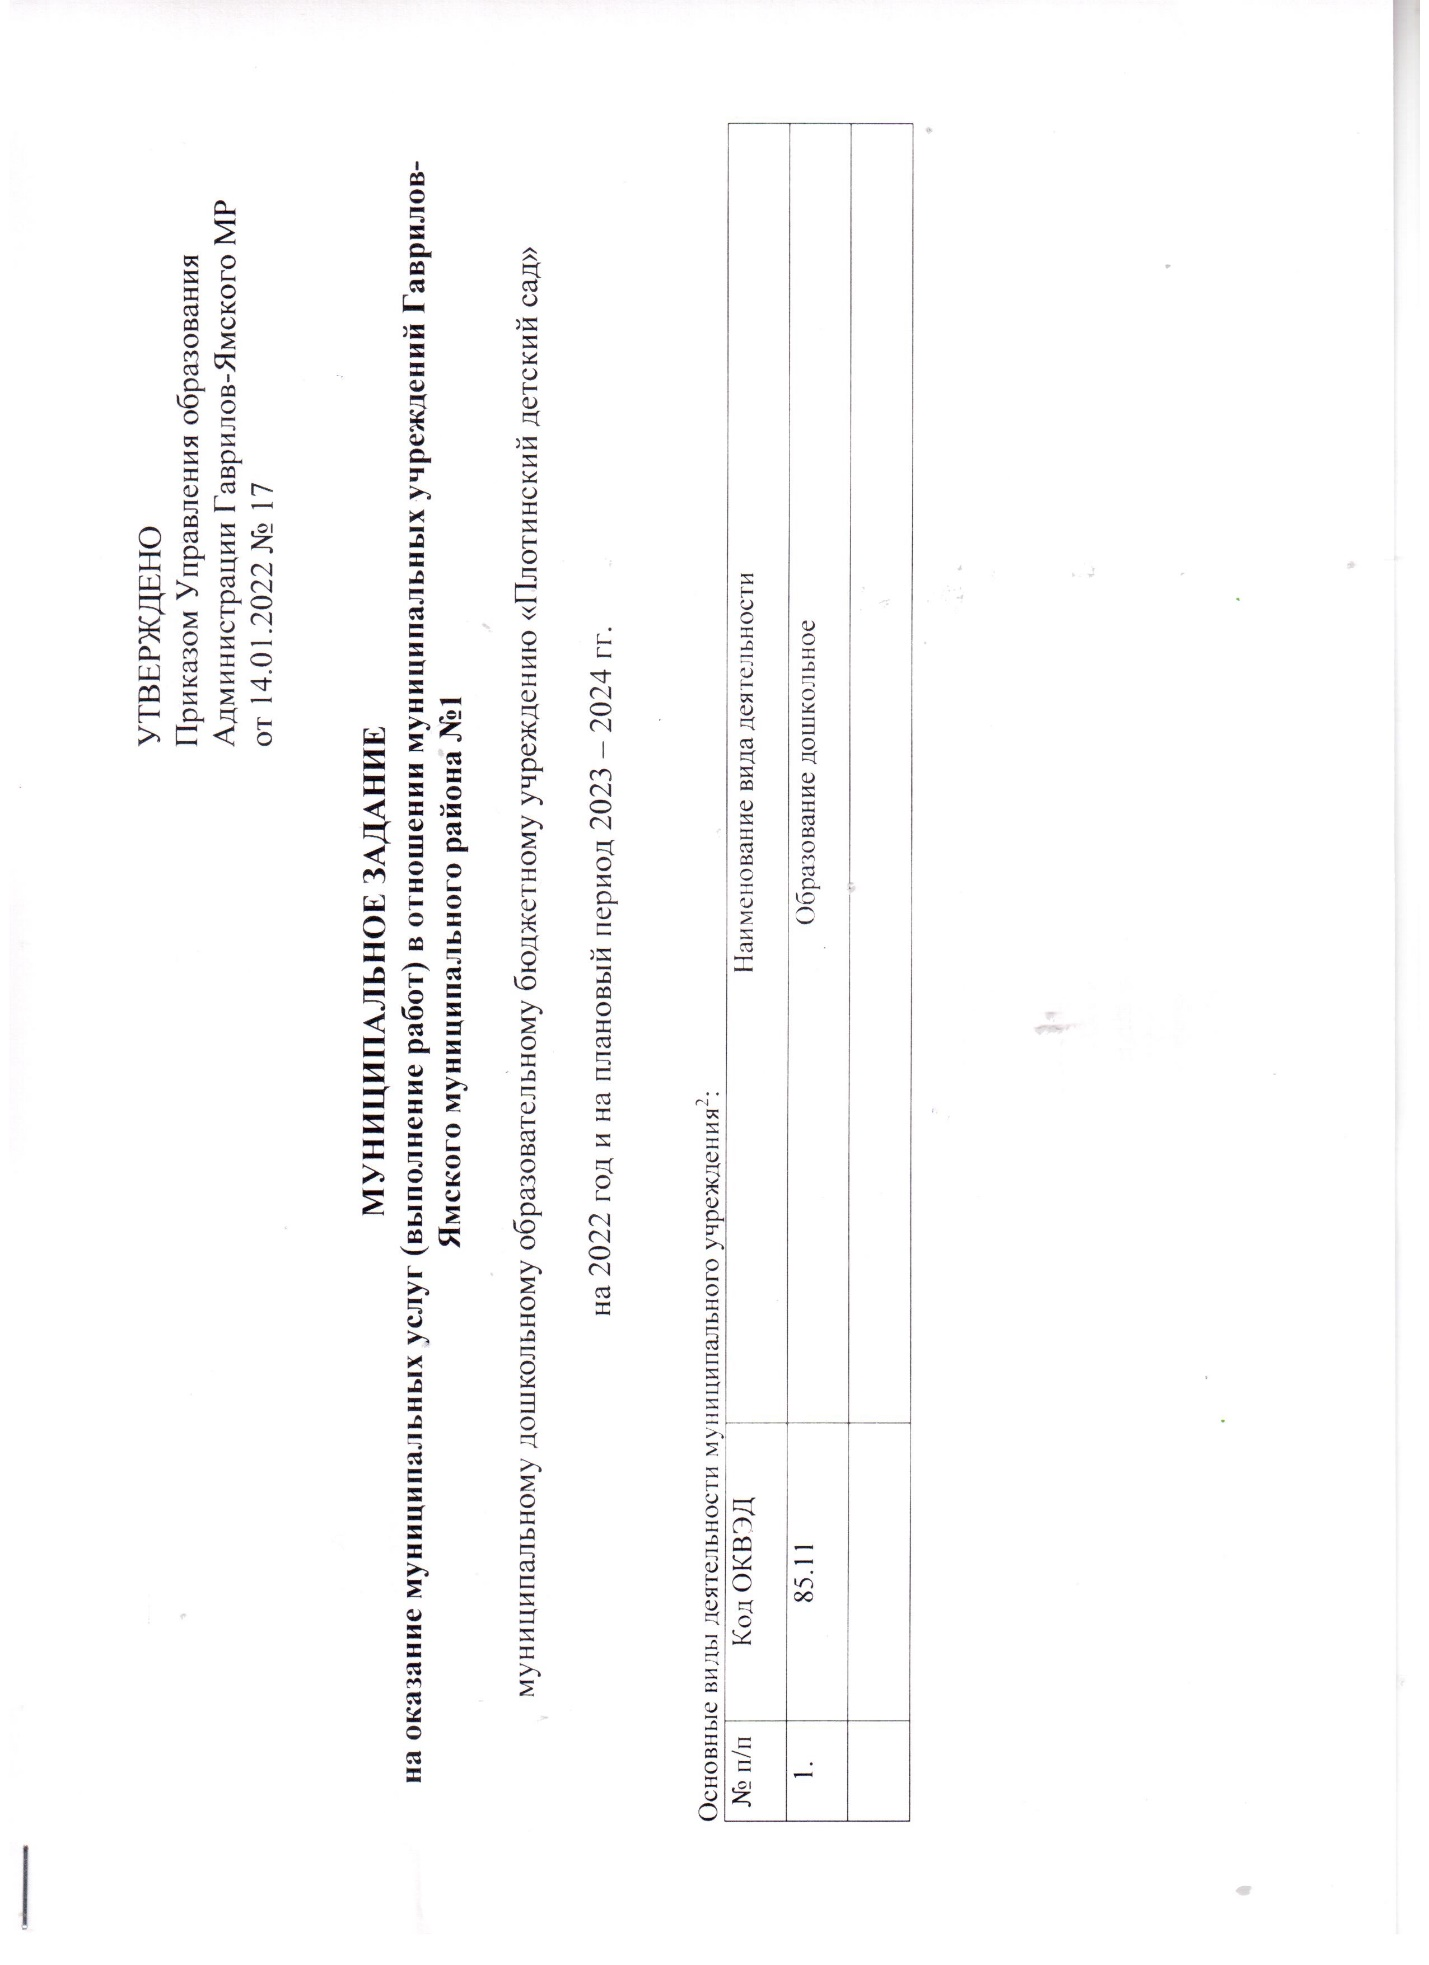 УТВЕРЖДЕНО
Приказом Управления образования
Администрации Гаврилов-Ямского МР
от 14.01.2022 № 17
МУНИЦИПАЛЬНОЕ ЗАДАНИЕ
на оказание муниципальных услуг (выполнение работ) в отношении муниципальных учреждений Гаврилов-
Ямского муниципального района №1
муниципальному дошкольному образовательному бюджетному учреждению «Плотинский детский сад»
на 2022 год и на плановый период 2023 – 2024 гг.
Основные виды деятельности муниципального учреждения²:
№ п/п Код ОКВЭД Наименование вида деятельности
1. 85.11 Образование дошкольное